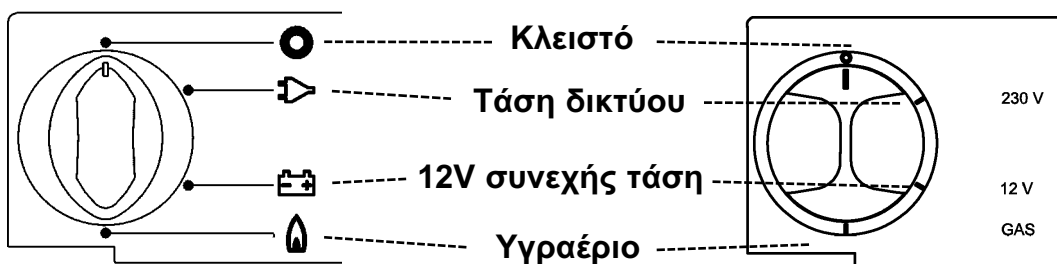 Κλειστό
Τάση δικτύου
230 V
12V συνεχής τάση
12 V
Υγραέριο
GAS